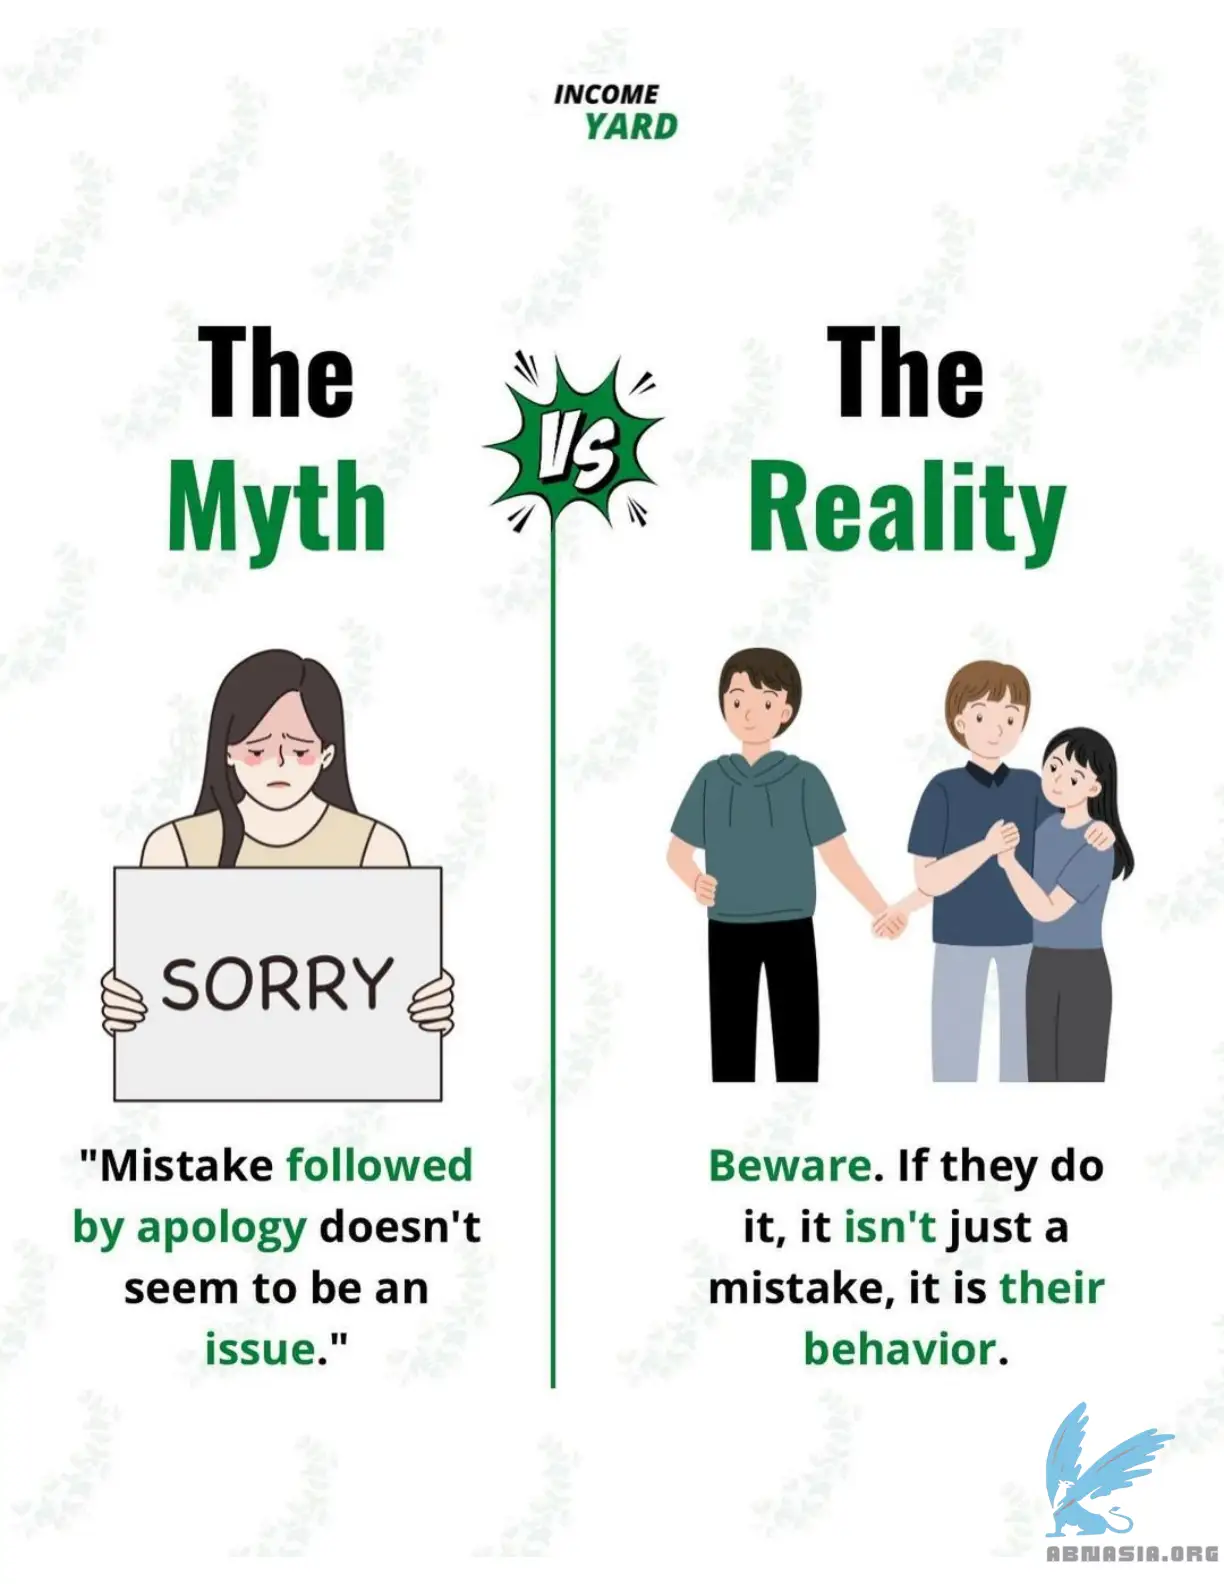 INCOME
YARD
The
Myth
VS
The
Reality
SORRY
"Mistake followed
by apology doesn't
seem to be an
issue."
Beware. If they do
it, it isn't just a
mistake, it is their
behavior.
ABNASIA.ORG